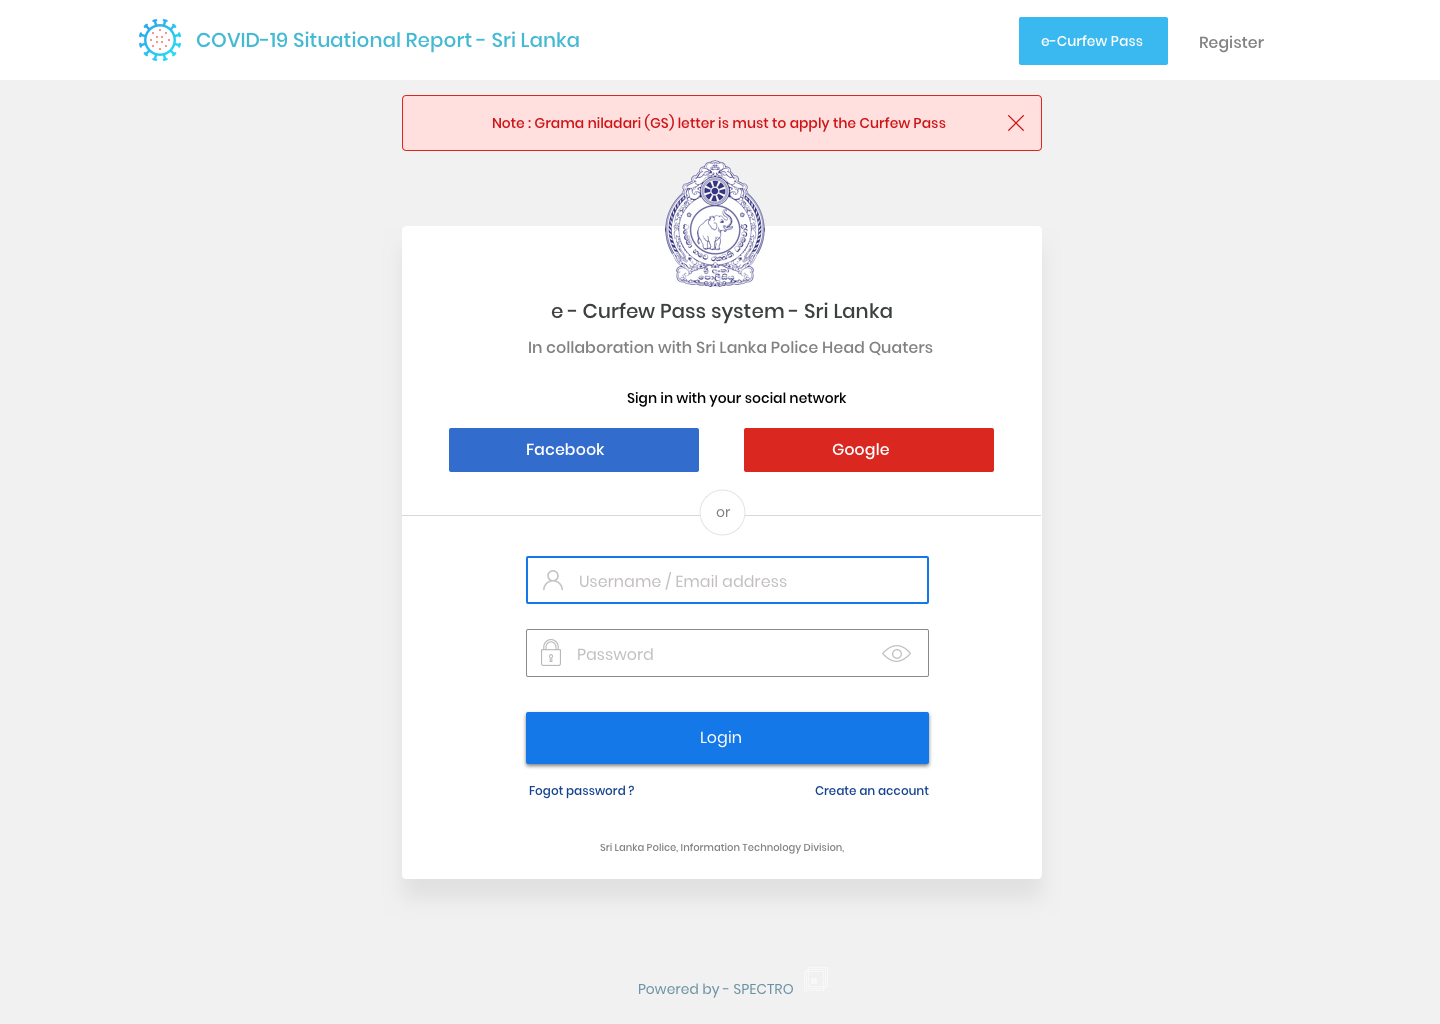 COVID-19 Situational Report - Sri Lanka
e-Curfew Pass
Register
Note : Grama niladari (GS) letter is must to apply the Curfew Pass
e - Curfew Pass system - Sri Lanka
In collaboration with Sri Lanka Police Head Quaters
Sign in with your social network
Facebook
Google
or
Username / Email address
Password
Login
Fogot password ?
Create an account
Sri Lanka Police, Information Technology Division,
Powered by - SPECTRO